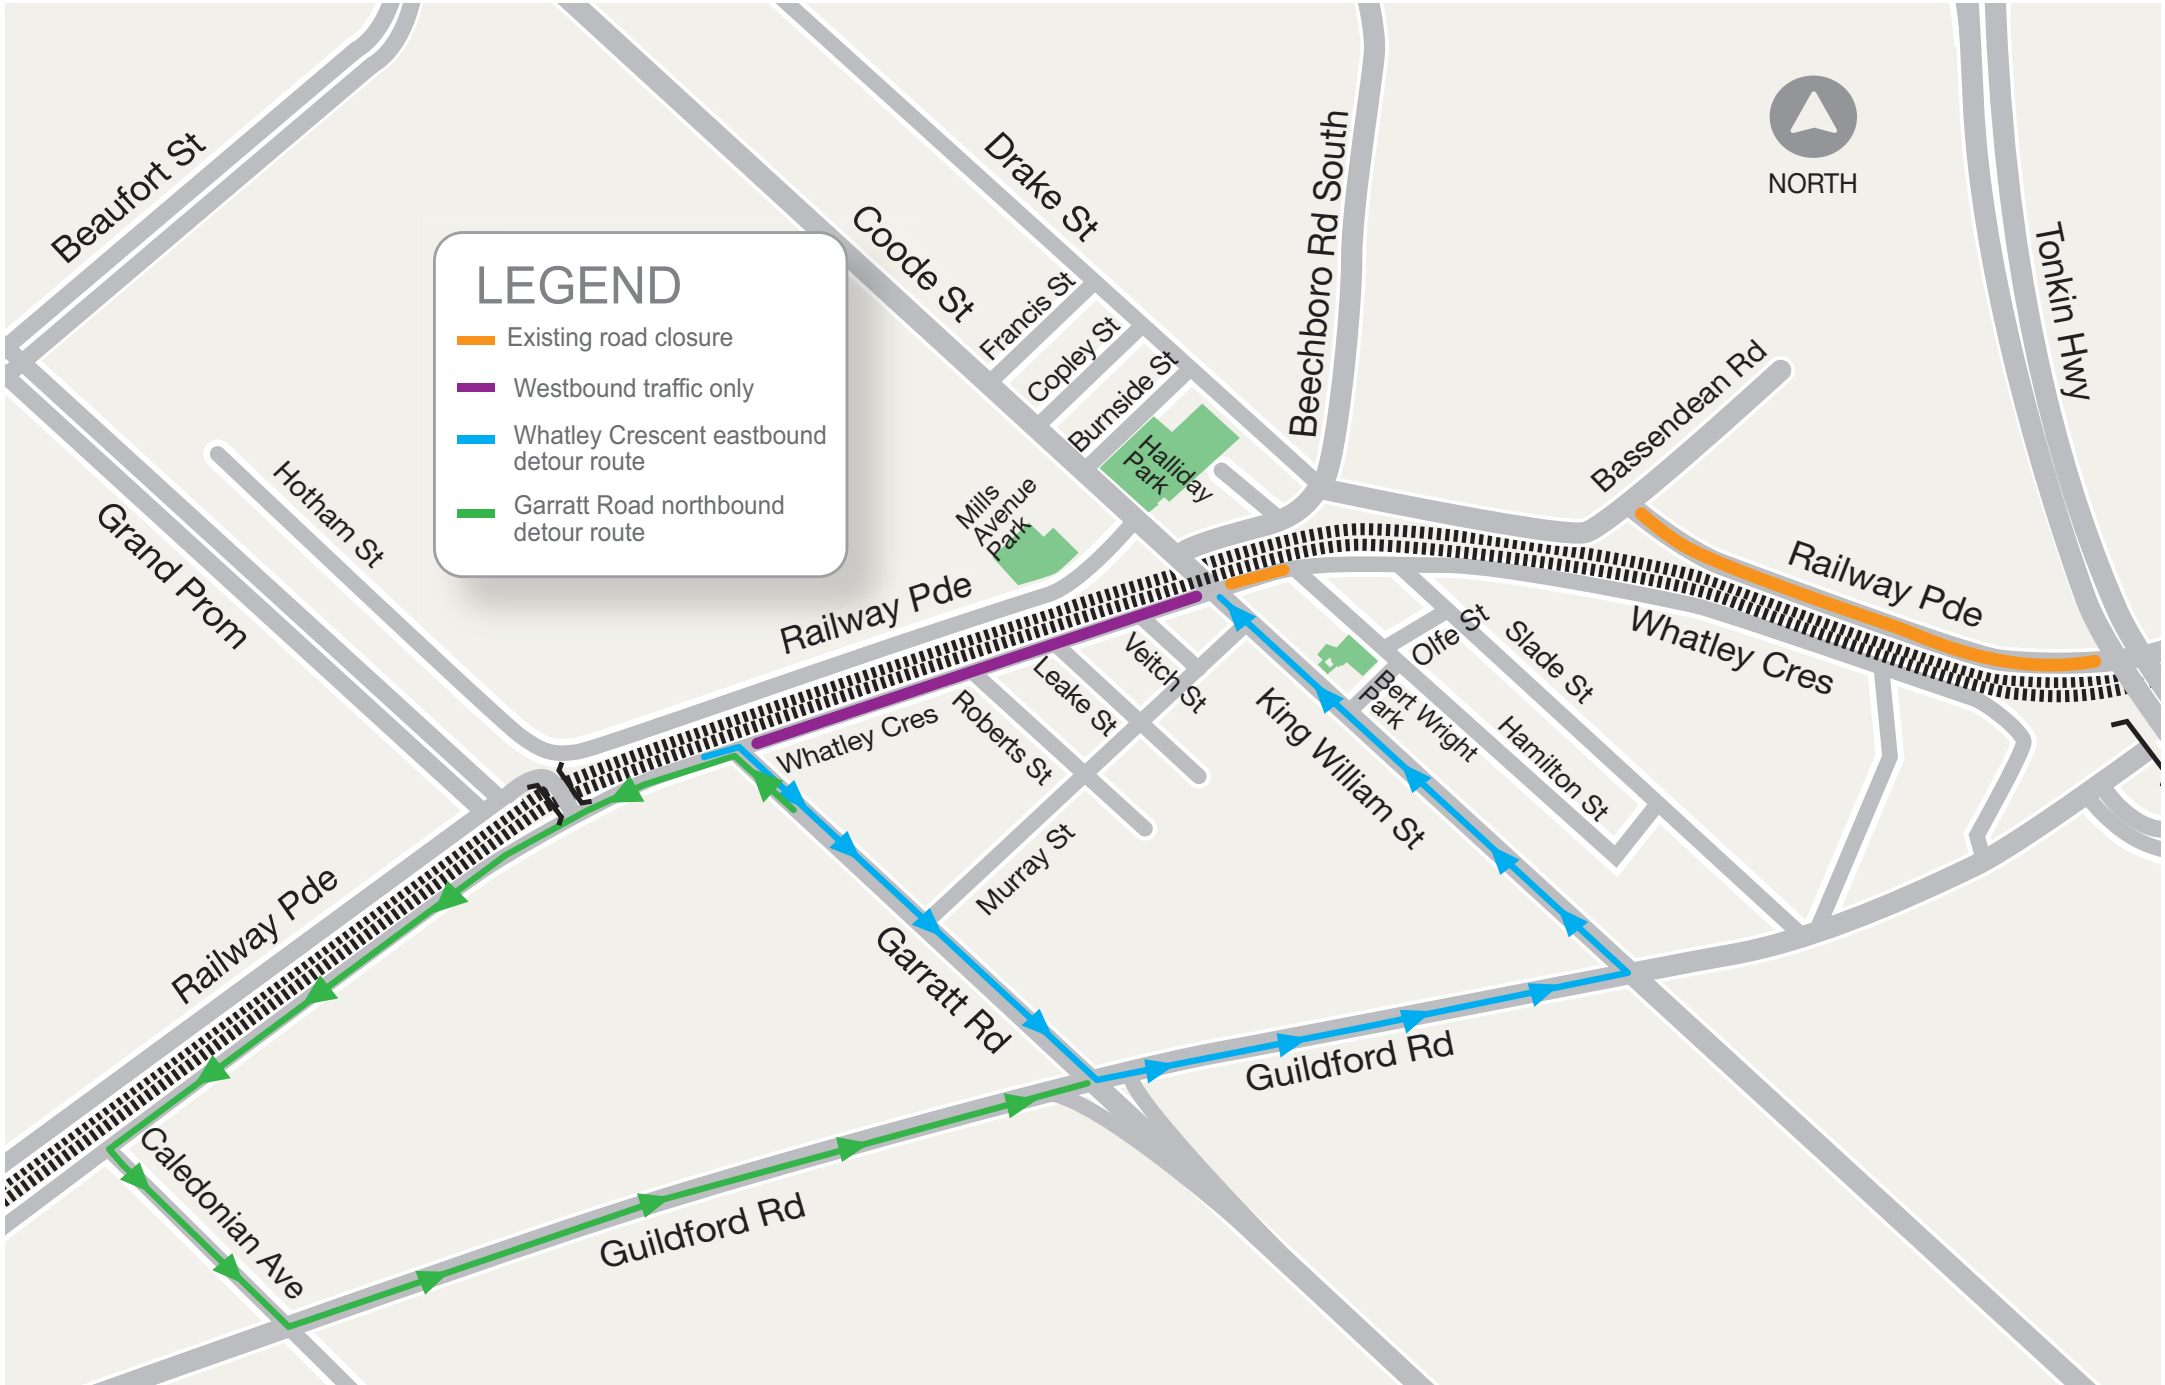 Beaufort St
Drake St
Beechboro Rd South
NORTH
Coode St
Tonkin Hwy
LEGEND
Existing road closure
Westbound traffic only
Whatley Crescent eastbound
detour route
Garratt Road northbound
detour route
Francis St
Copley St
Burnside St
Halliday
Park
Bassendean Rd
Hotham St
Grand Prom
Mills
Avenue
Park
Railway Pde
Railway Pde
Whatley Cres
Olfe St
Slade St
Veitch St
Leake St
Roberts St
Whatley Cres
Bert Wright
Park
King William St
Hamilton St
Murray St
Railway Pde
Garratt Rd
Guildford Rd
Caledonian Ave
Guildford Rd